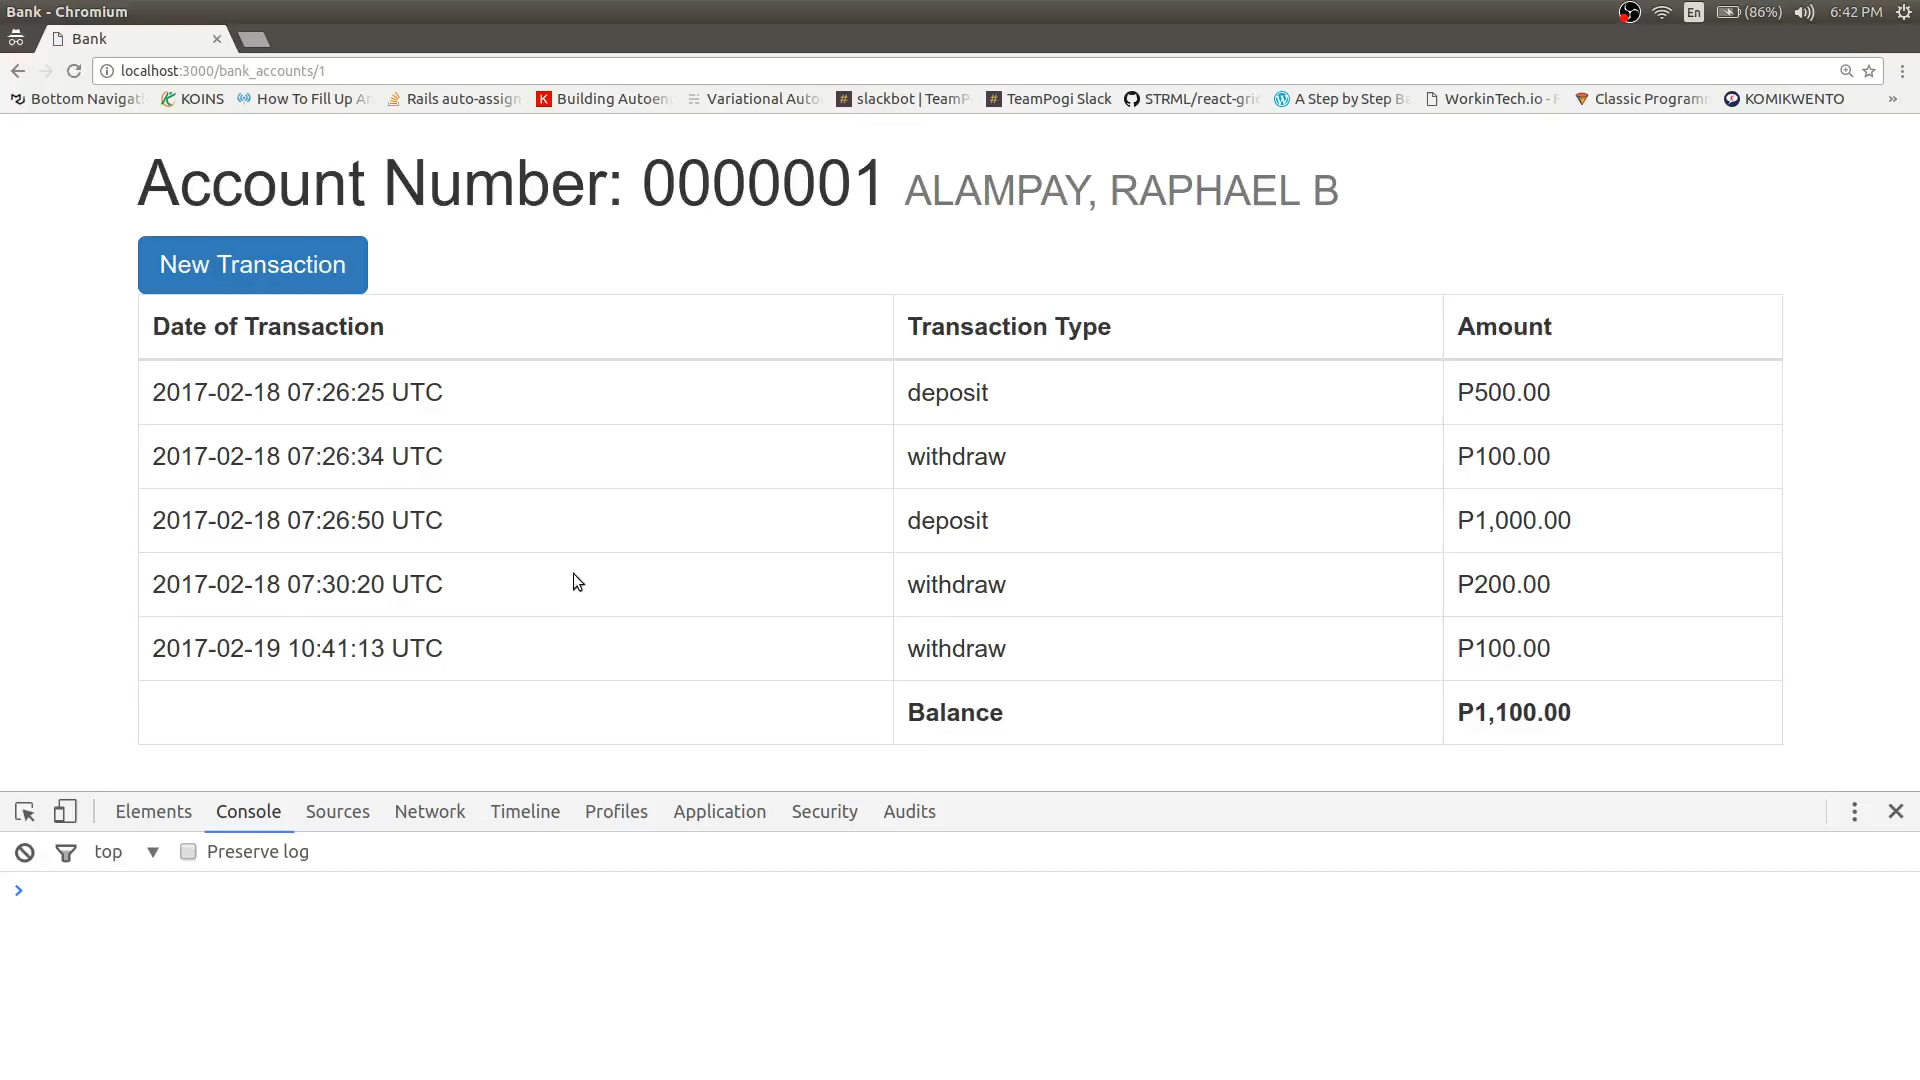 Bank - Chromium
En (86%) 6:42 PM
Bank
localhost:3000/bank_accounts/1
Bottom Navigati KOINS How To Fill Up An Rails auto-assign Building Autoen Variational Auto slackbot | TeamP TeamPogi Slack STRML/react-gri A Step by Step Ba WorkinTech.io - F Classic Program KOMIKWENTO »
Account Number: 0000001 ALAMPAY, RAPHAEL B
New Transaction
Date of Transaction Transaction Type Amount
2017-02-18 07:26:25 UTC deposit P500.00
2017-02-18 07:26:34 UTC withdraw P100.00
2017-02-18 07:26:50 UTC deposit P1,000.00
2017-02-18 07:30:20 UTC withdraw P200.00
2017-02-19 10:41:13 UTC withdraw P100.00
Balance P1,100.00
Elements Console Sources Network Timeline Profiles Application Security Audits
top Preserve log